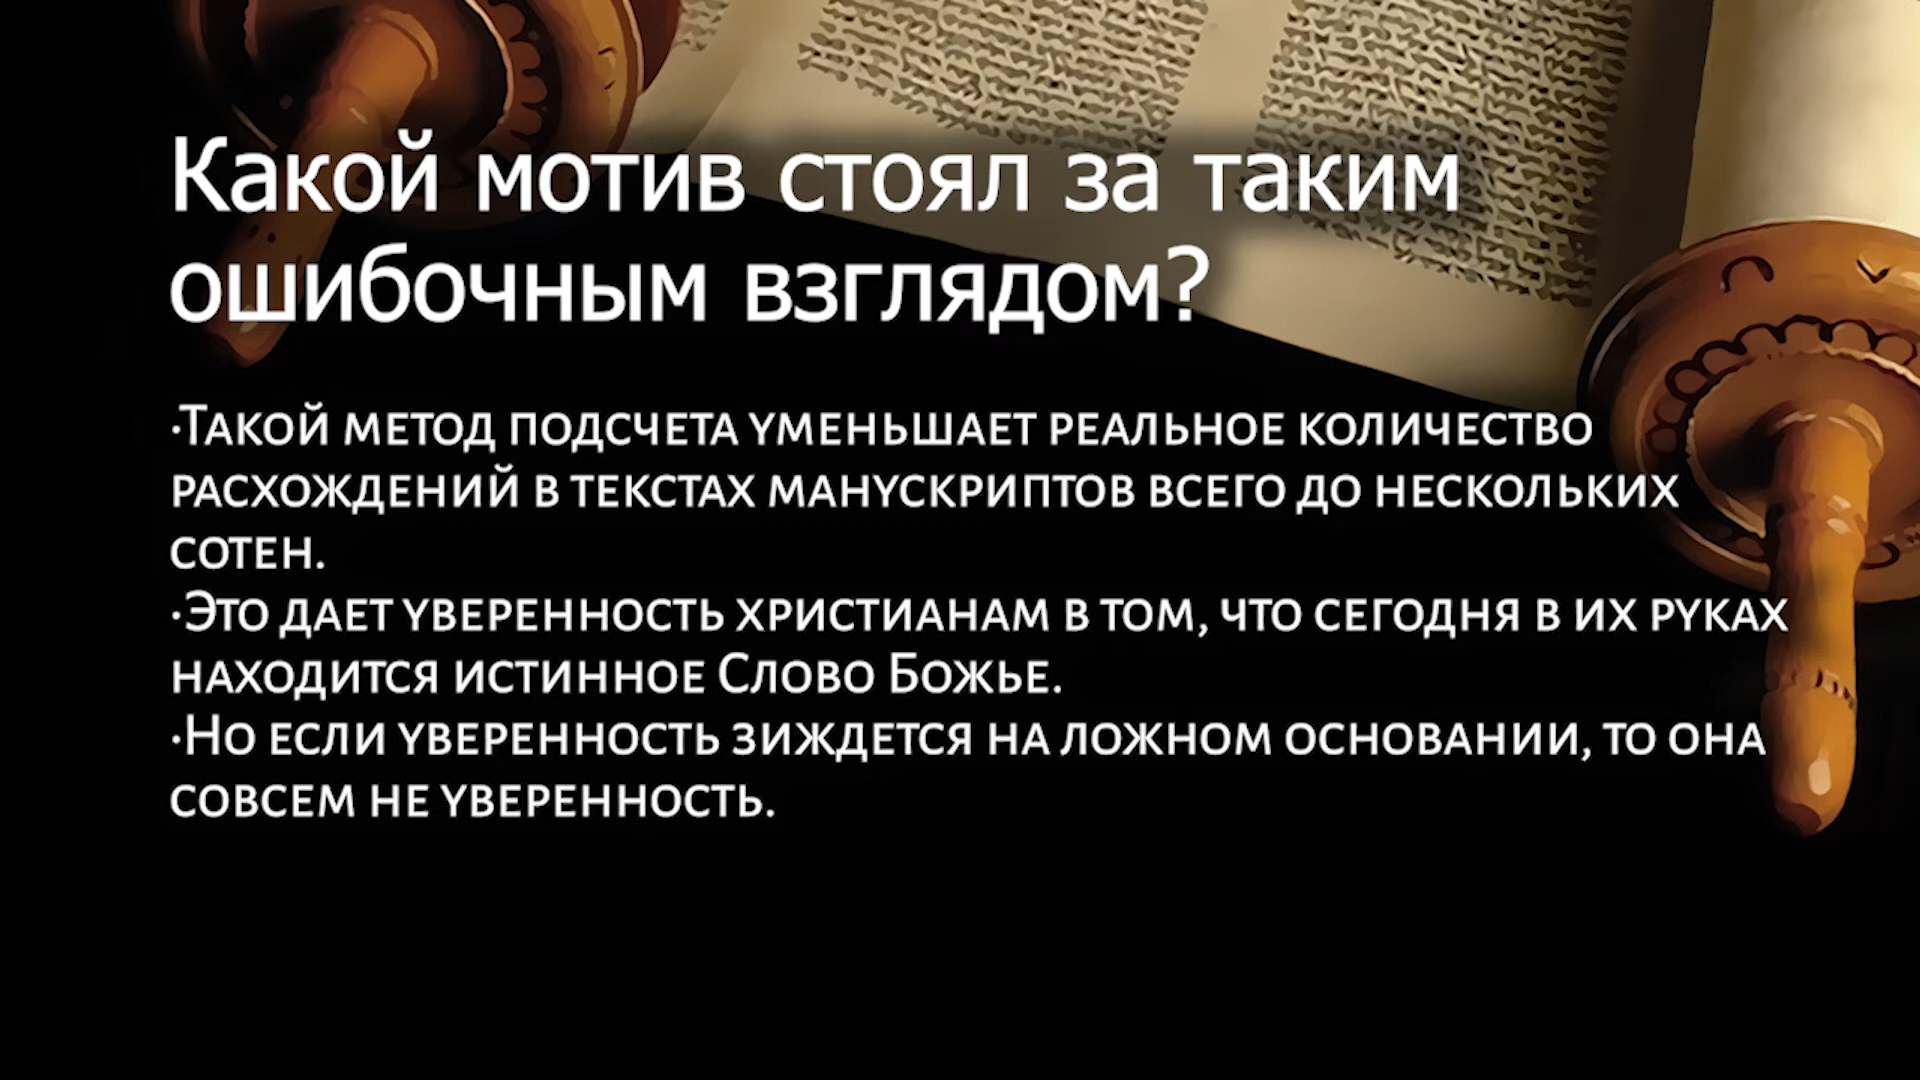 Какой мотив стоял за таким
ошибочным взглядом?
·Такой метод подсчета уменьшает реальное количество
расхождений в текстах манускриптов всего до нескольких
сотен.
·Это дает уверенность христианам в том, что сегодня в их руках
находится истинное Слово Божье.
·Но если уверенность зиждется на ложном основании, то она
совсем не уверенность.